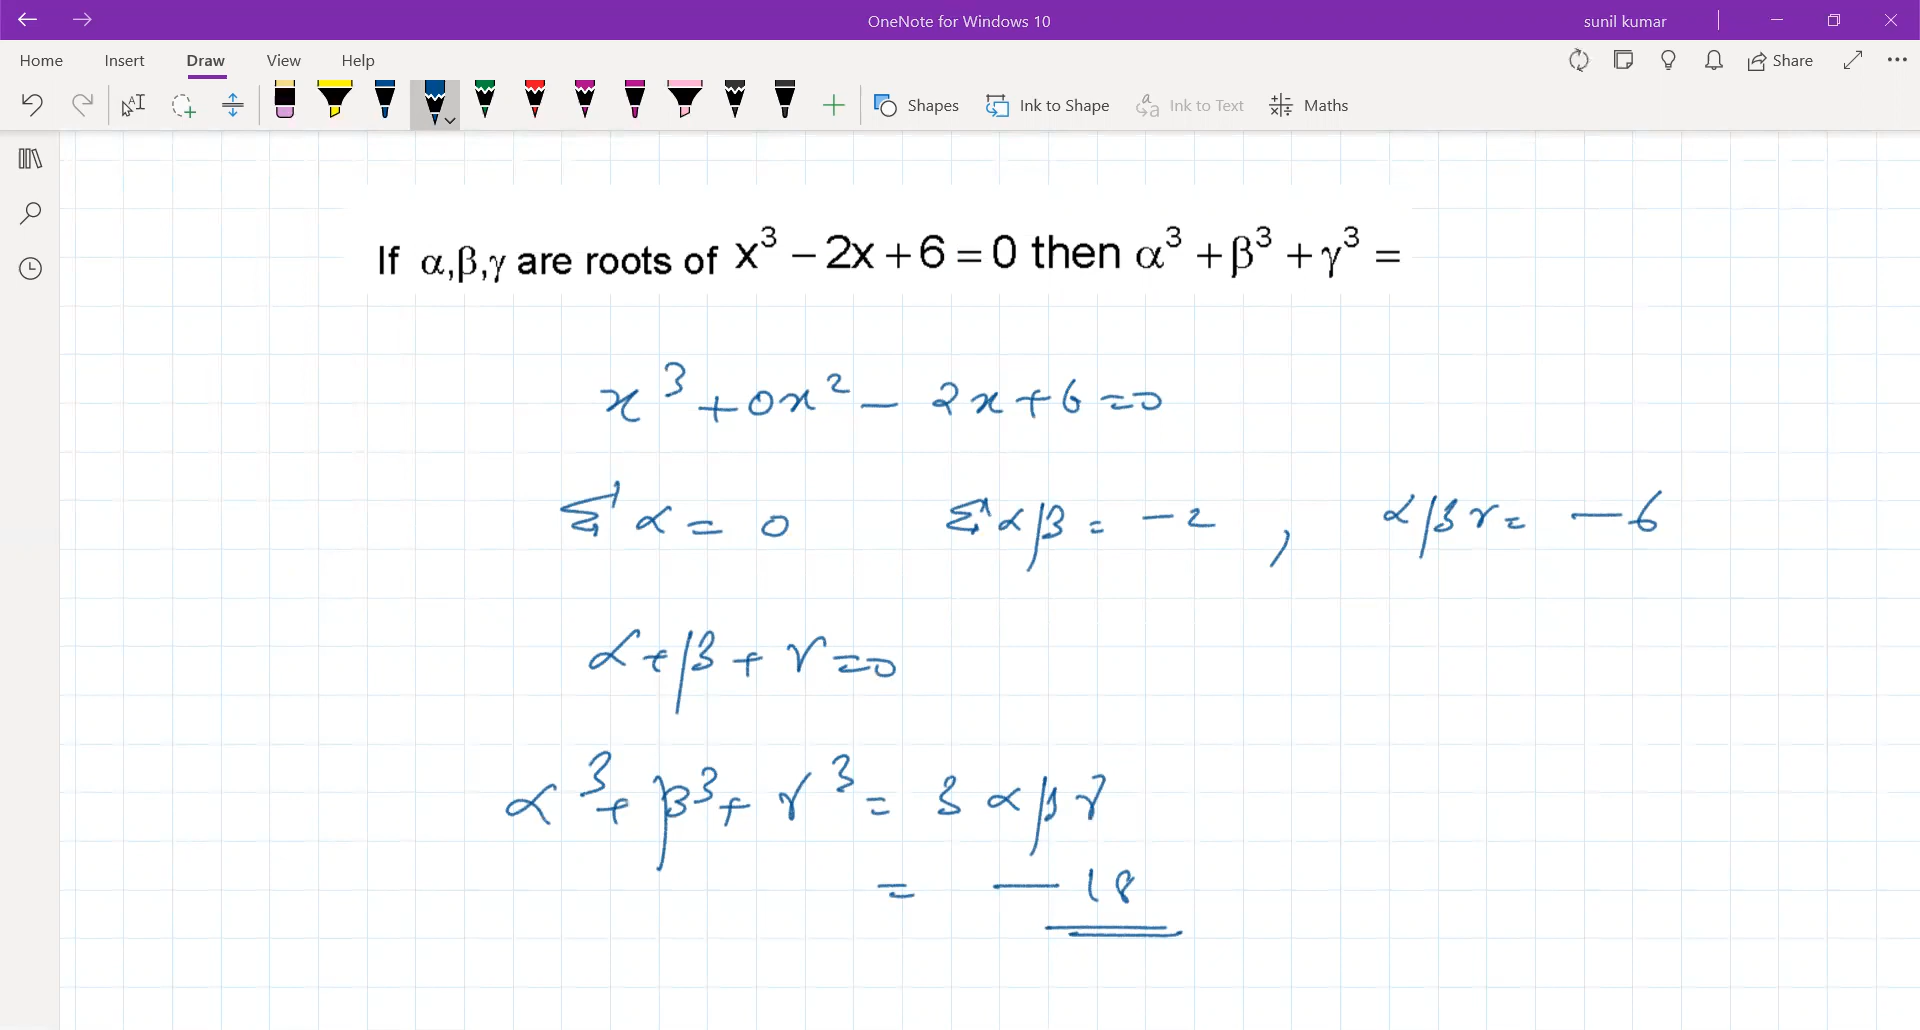 OneNote for Windows 10
sunil kumar
Home Insert Draw View Help
Share
Shapes Ink to Shape Ink to Text Maths
If α,β,γ are roots of x³ − 2x + 6 = 0 then α³ + β³ + γ³ =
x³ + 0x² − 2x + 6 = 0
Σα = 0 Σαβ = −2 , αβγ = −6
α + β + γ = 0
α³ + β³ + γ³ = 3αβγ
= −18